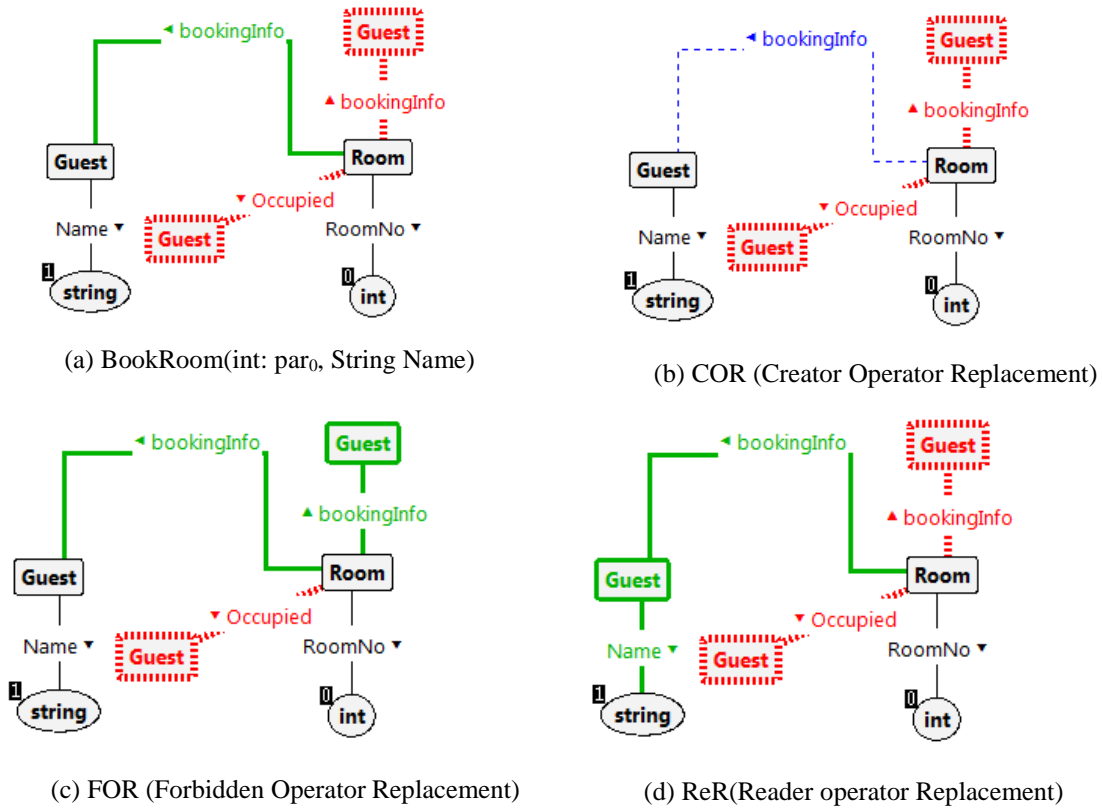 ◄ bookingInfo
Guest
▲ bookingInfo
Guest
Room
▼ Occupied
Name ▼
Guest
RoomNo ▼
1
string
0
int
(a) BookRoom(int: par₀, String Name)
◄ bookingInfo
Guest
▲ bookingInfo
Guest
Room
▼ Occupied
Name ▼
Guest
RoomNo ▼
1
string
0
int
(b) COR (Creator Operator Replacement)
◄ bookingInfo
Guest
▲ bookingInfo
Guest
Room
▼ Occupied
Name ▼
Guest
RoomNo ▼
1
string
0
int
(c) FOR (Forbidden Operator Replacement)
◄ bookingInfo
Guest
▲ bookingInfo
Guest
Room
▼ Occupied
Name ▼
Guest
RoomNo ▼
1
string
0
int
(d) ReR(Reader operator Replacement)